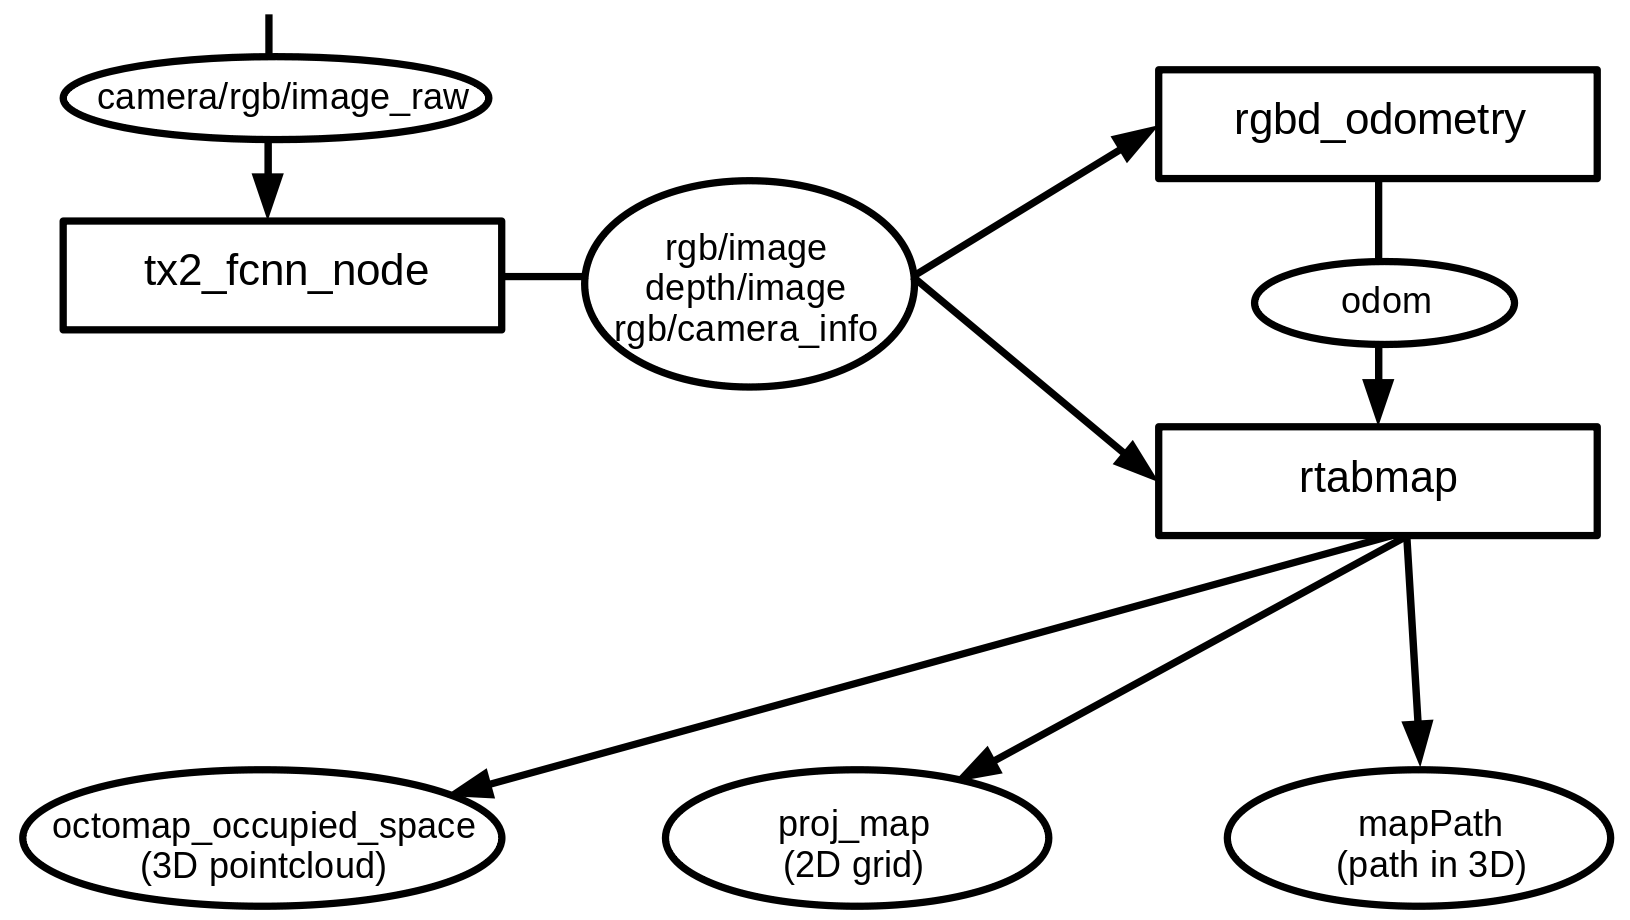 camera/rgb/image_raw
tx2_fcnn_node
rgb/image
depth/image
rgb/camera_info
rgbd_odometry
odom
rtabmap
octomap_occupied_space
(3D pointcloud)
proj_map
(2D grid)
mapPath
(path in 3D)